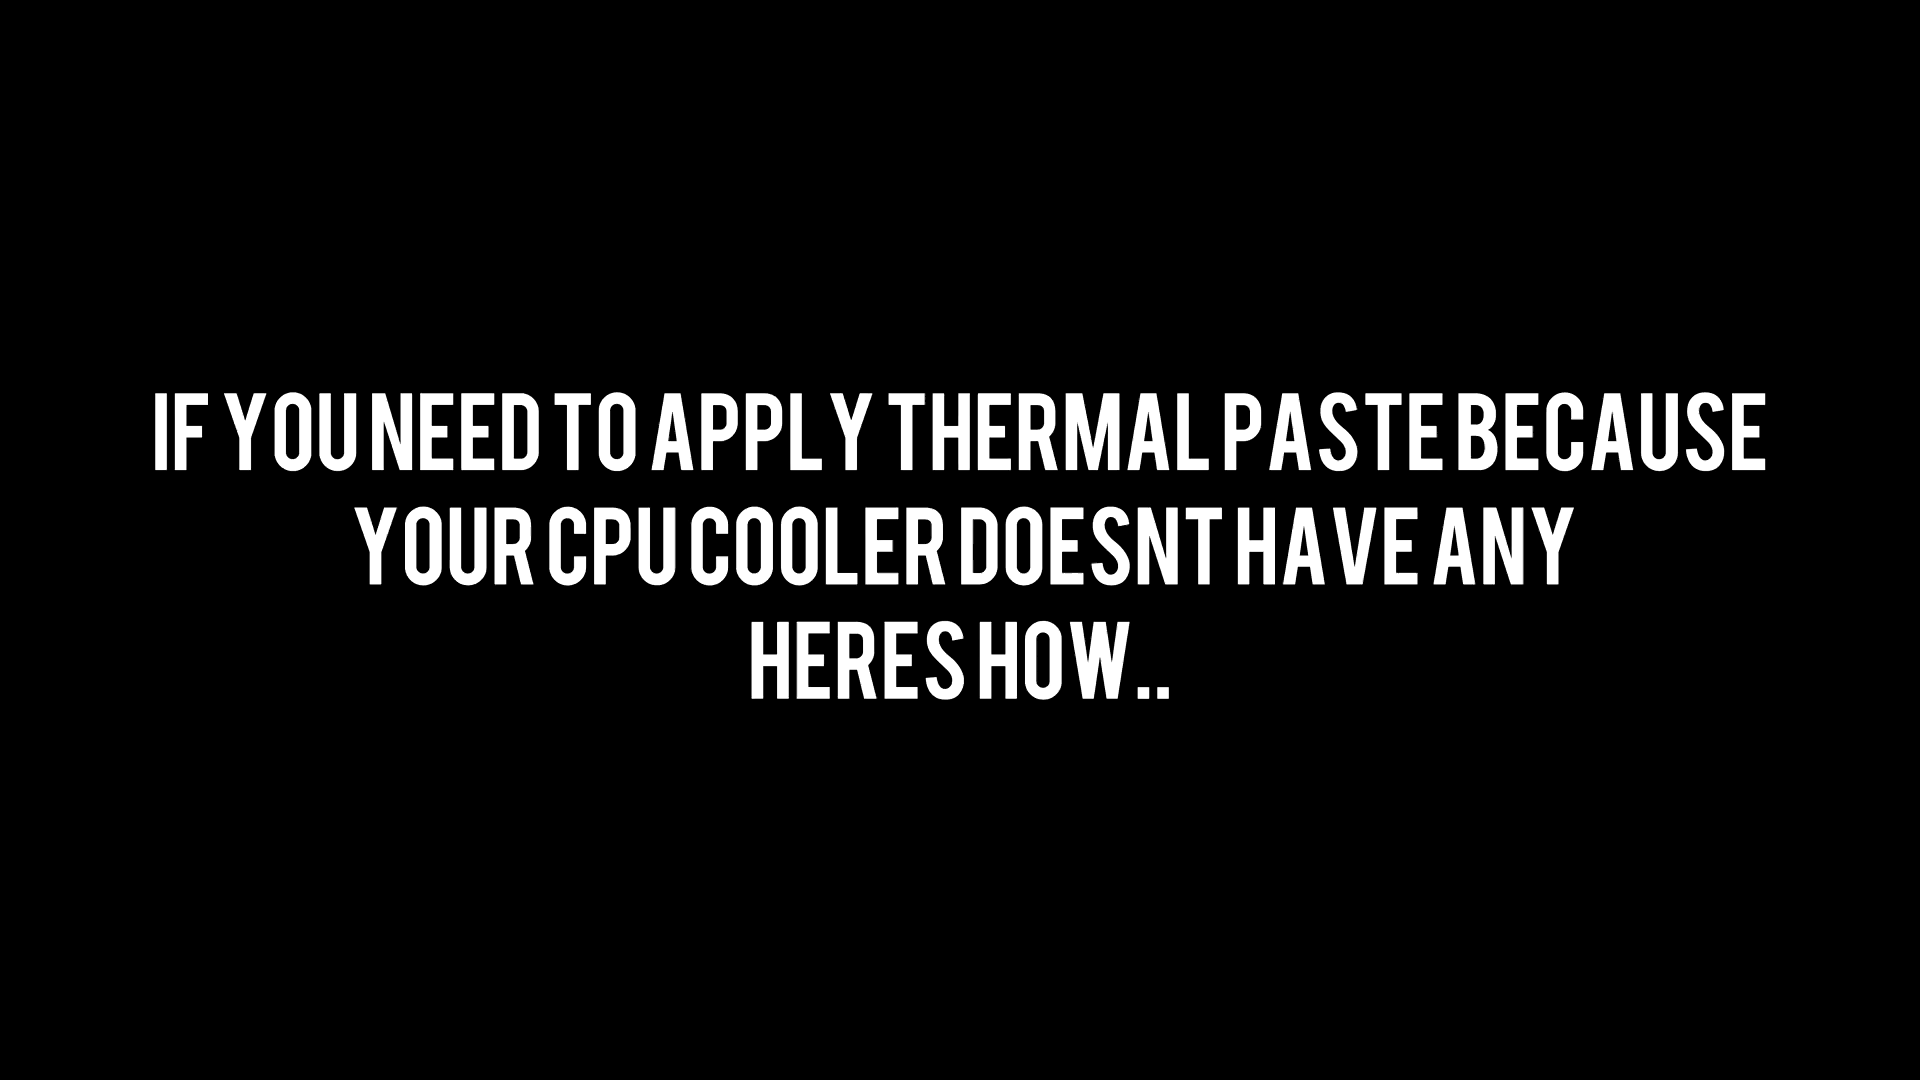 IF YOU NEED TO APPLY THERMAL PASTE BECAUSE
YOUR CPU COOLER DOESNT HAVE ANY
HERES HOW..